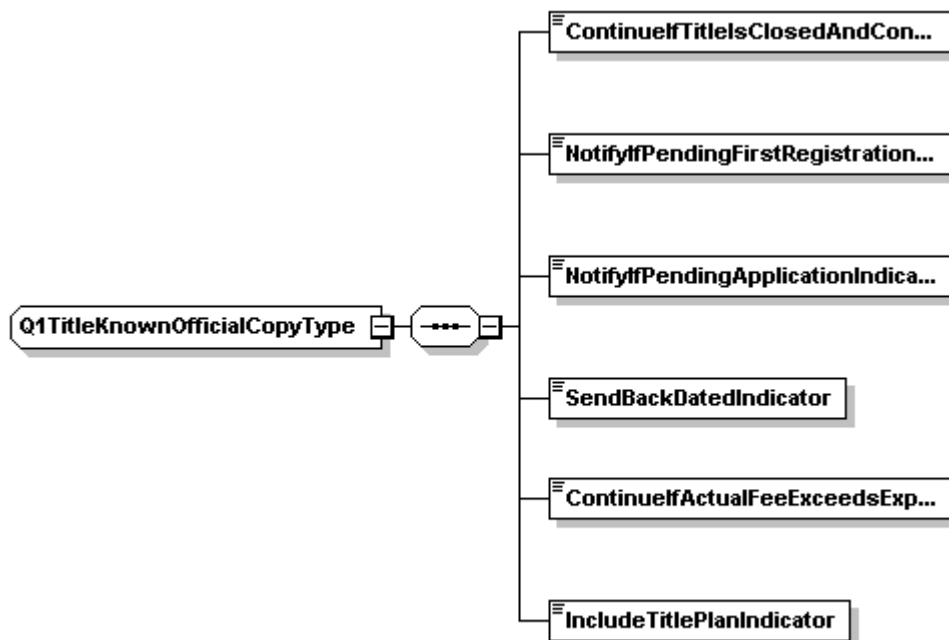 ContinueIfTitleIsClosedAndCon...
NotifyIfPendingFirstRegistration...
NotifyIfPendingApplicationIndica...
Q1TitleKnownOfficialCopyType
SendBackDatedIndicator
ContinueIfActualFeeExceedsExp...
IncludeTitlePlanIndicator